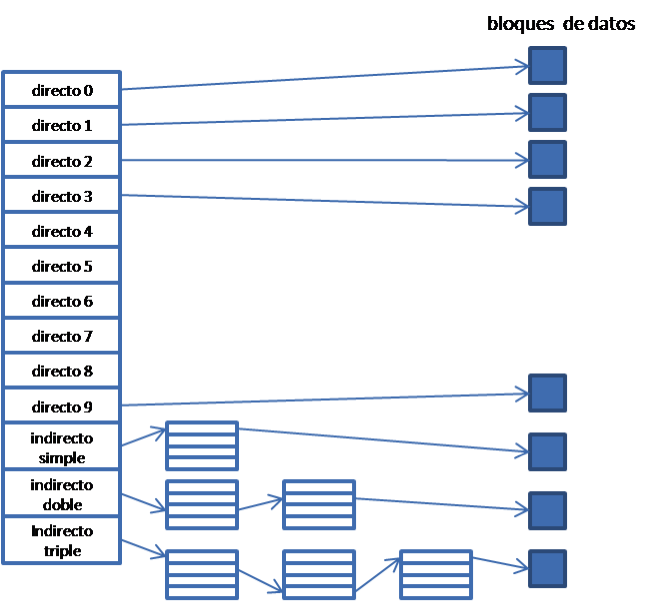 bloques de datos
directo 0
directo 1
directo 2
directo 3
directo 4
directo 5
directo 6
directo 7
directo 8
directo 9
indirecto
simple
indirecto
doble
Indirecto
triple